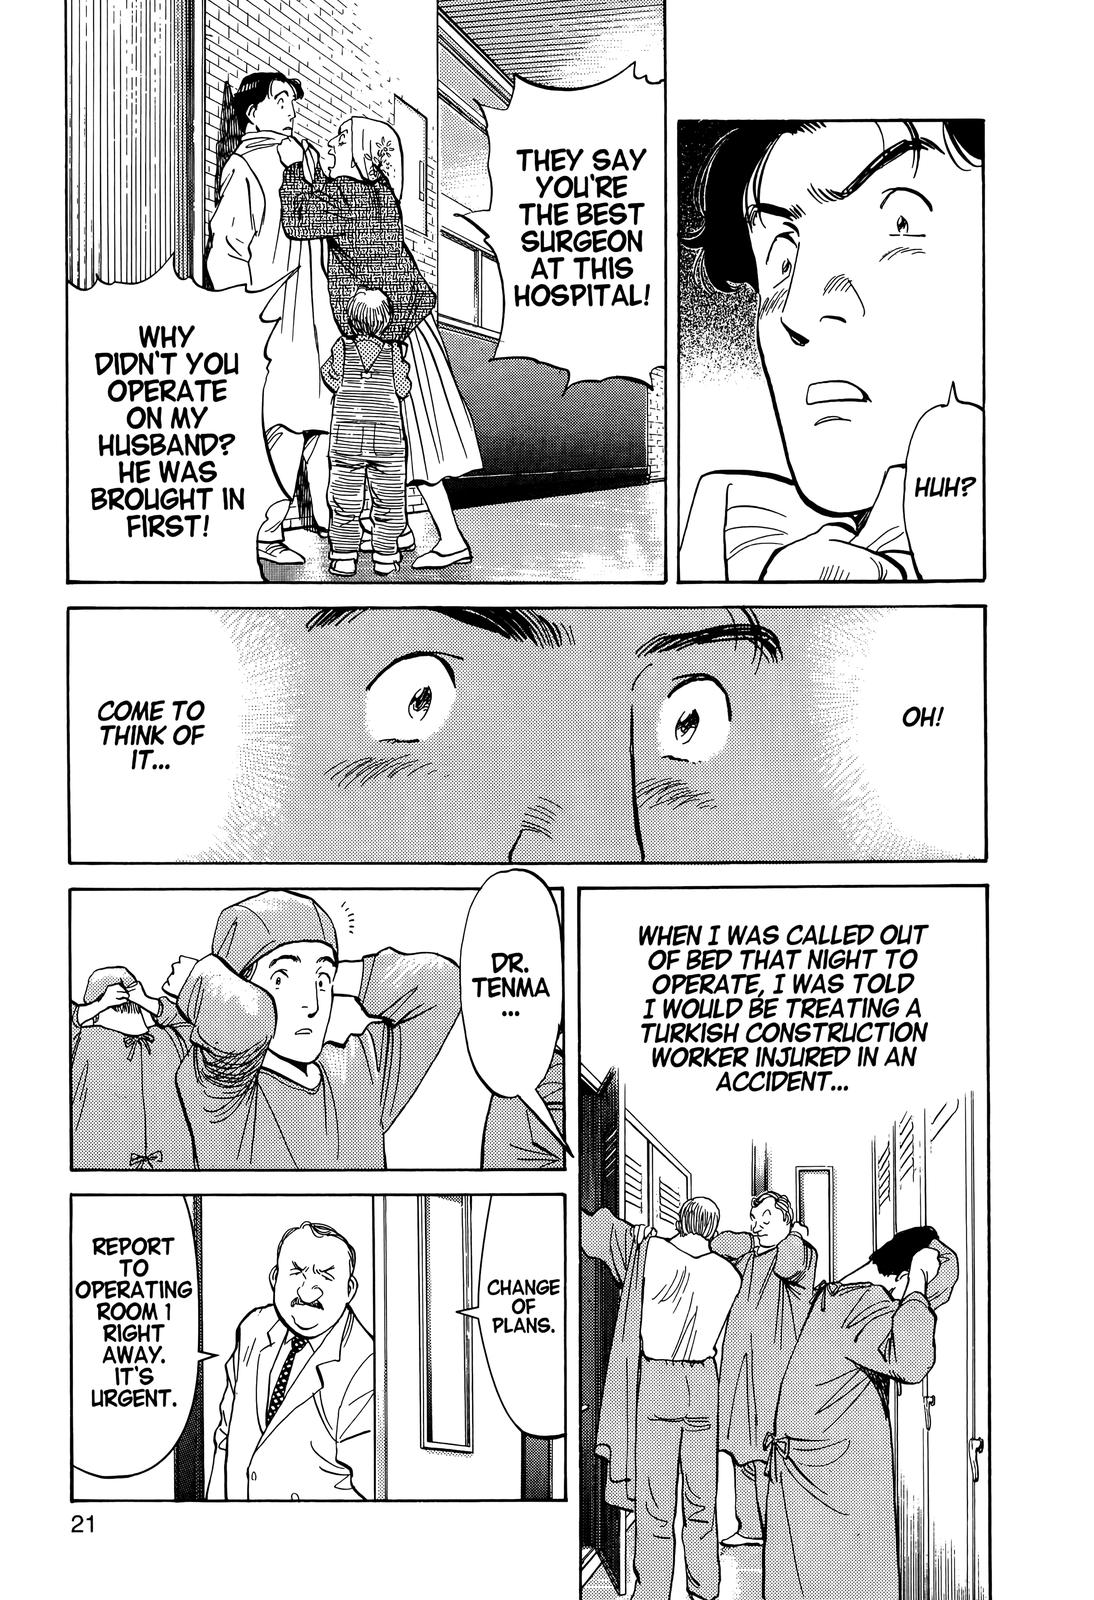 HUH?
THEY SAY
YOU'RE
THE BEST
SURGEON
AT THIS
HOSPITAL!
WHY
DIDN'T YOU
OPERATE
ON MY
HUSBAND?
HE WAS
BROUGHT IN
FIRST!
OH!
COME TO
THINK OF
IT...
WHEN I WAS CALLED OUT
OF BED THAT NIGHT TO
OPERATE, I WAS TOLD
I WOULD BE TREATING A
TURKISH CONSTRUCTION
WORKER INJURED IN AN
ACCIDENT...
DR.
TENMA
...
CHANGE
OF
PLANS.
REPORT
TO
OPERATING
ROOM 1
RIGHT
AWAY.
IT'S
URGENT.
21